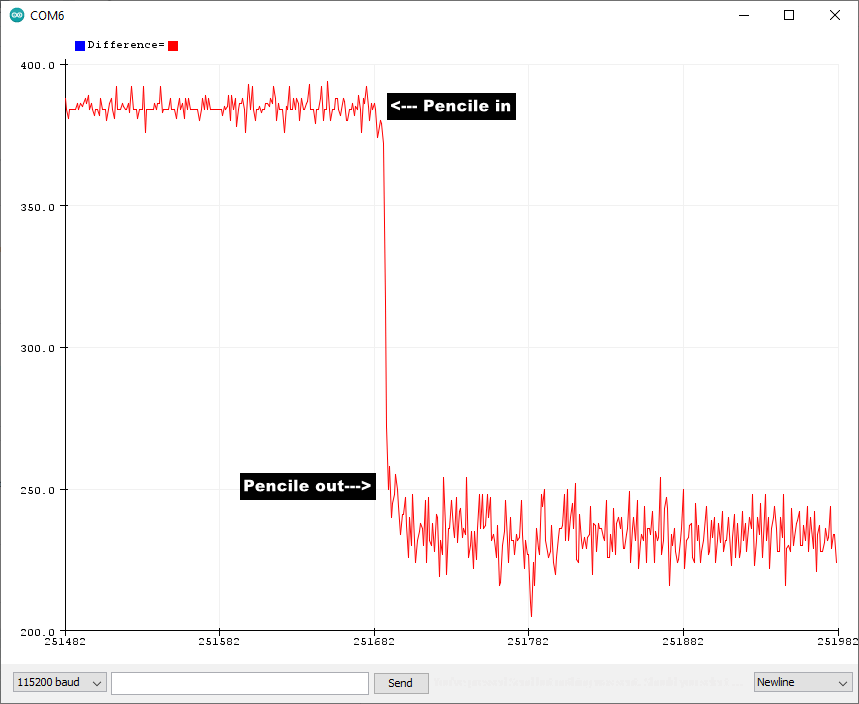 COM6
Difference=
400.0
<--- Pencile in
350.0
300.0
250.0
Pencile out--->
200.0
251482 251582 251682 251782 251882 251982
115200 baud Send Newline